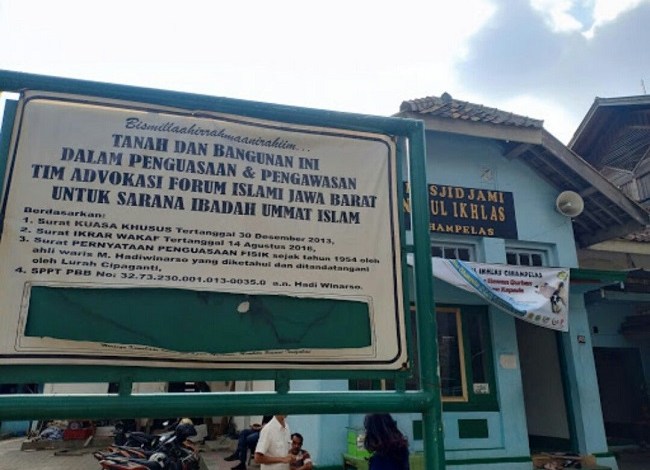 Bismillaahirrahmaanirahiim...
TANAH DAN BANGUNAN INI
DALAM PENGUASAAN & PENGAWASAN
TIM ADVOKASI FORUM ISLAMI JAWA BARAT
UNTUK SARANA IBADAH UMMAT ISLAM
Berdasarkan:
1. Surat KUASA KHUSUS Tertanggal 30 Desember 2013,
2. Surat IKRAR WAKAF Tertanggal 14 Agustus 2016,
3. Surat PERNYATAAN PENGUASAAN FISIK sejak tahun 1954 oleh
ahli waris M. Hadiwinarso yang diketahui dan ditandatangani
oleh Lurah Cipaganti,
4. SPPT PBB No: 32.73.230.001.013-0035.0 a.n. Hadi Winarso.
SJID JAMI
UL IKHLAS
HAMPELAS
IKHLAS CIHAMPELAS